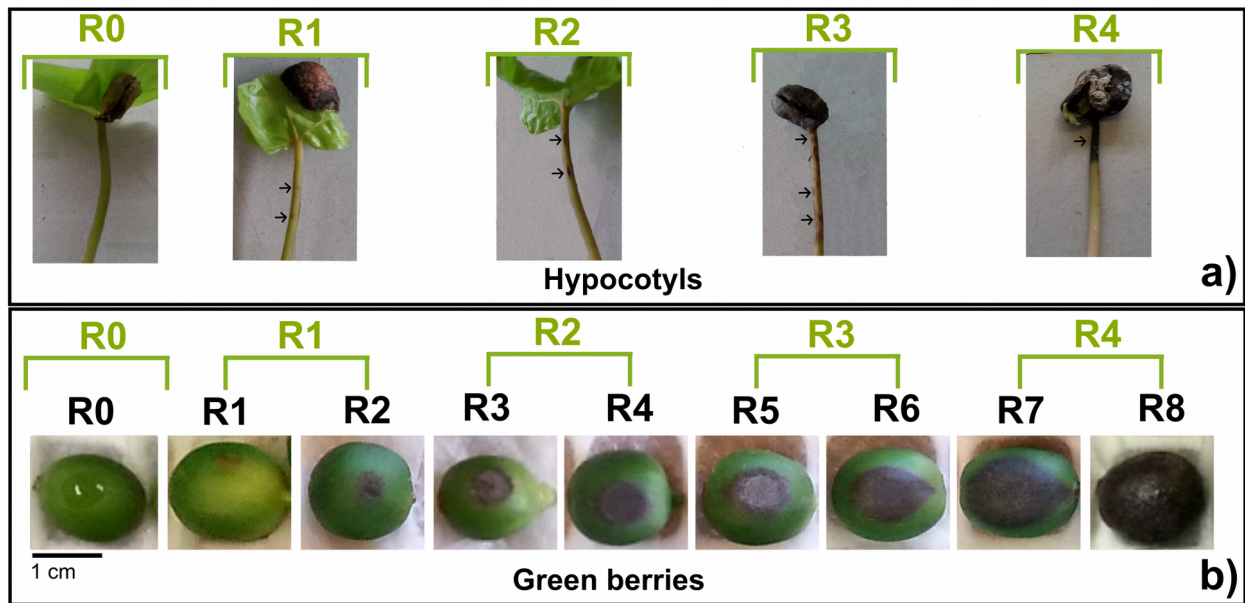 R0 R1 R2 R3 R4
Hypocotyls
a)
R0 R1 R2 R3 R4
R0 R1 R2 R3 R4 R5 R6 R7 R8
1 cm
Green berries
b)